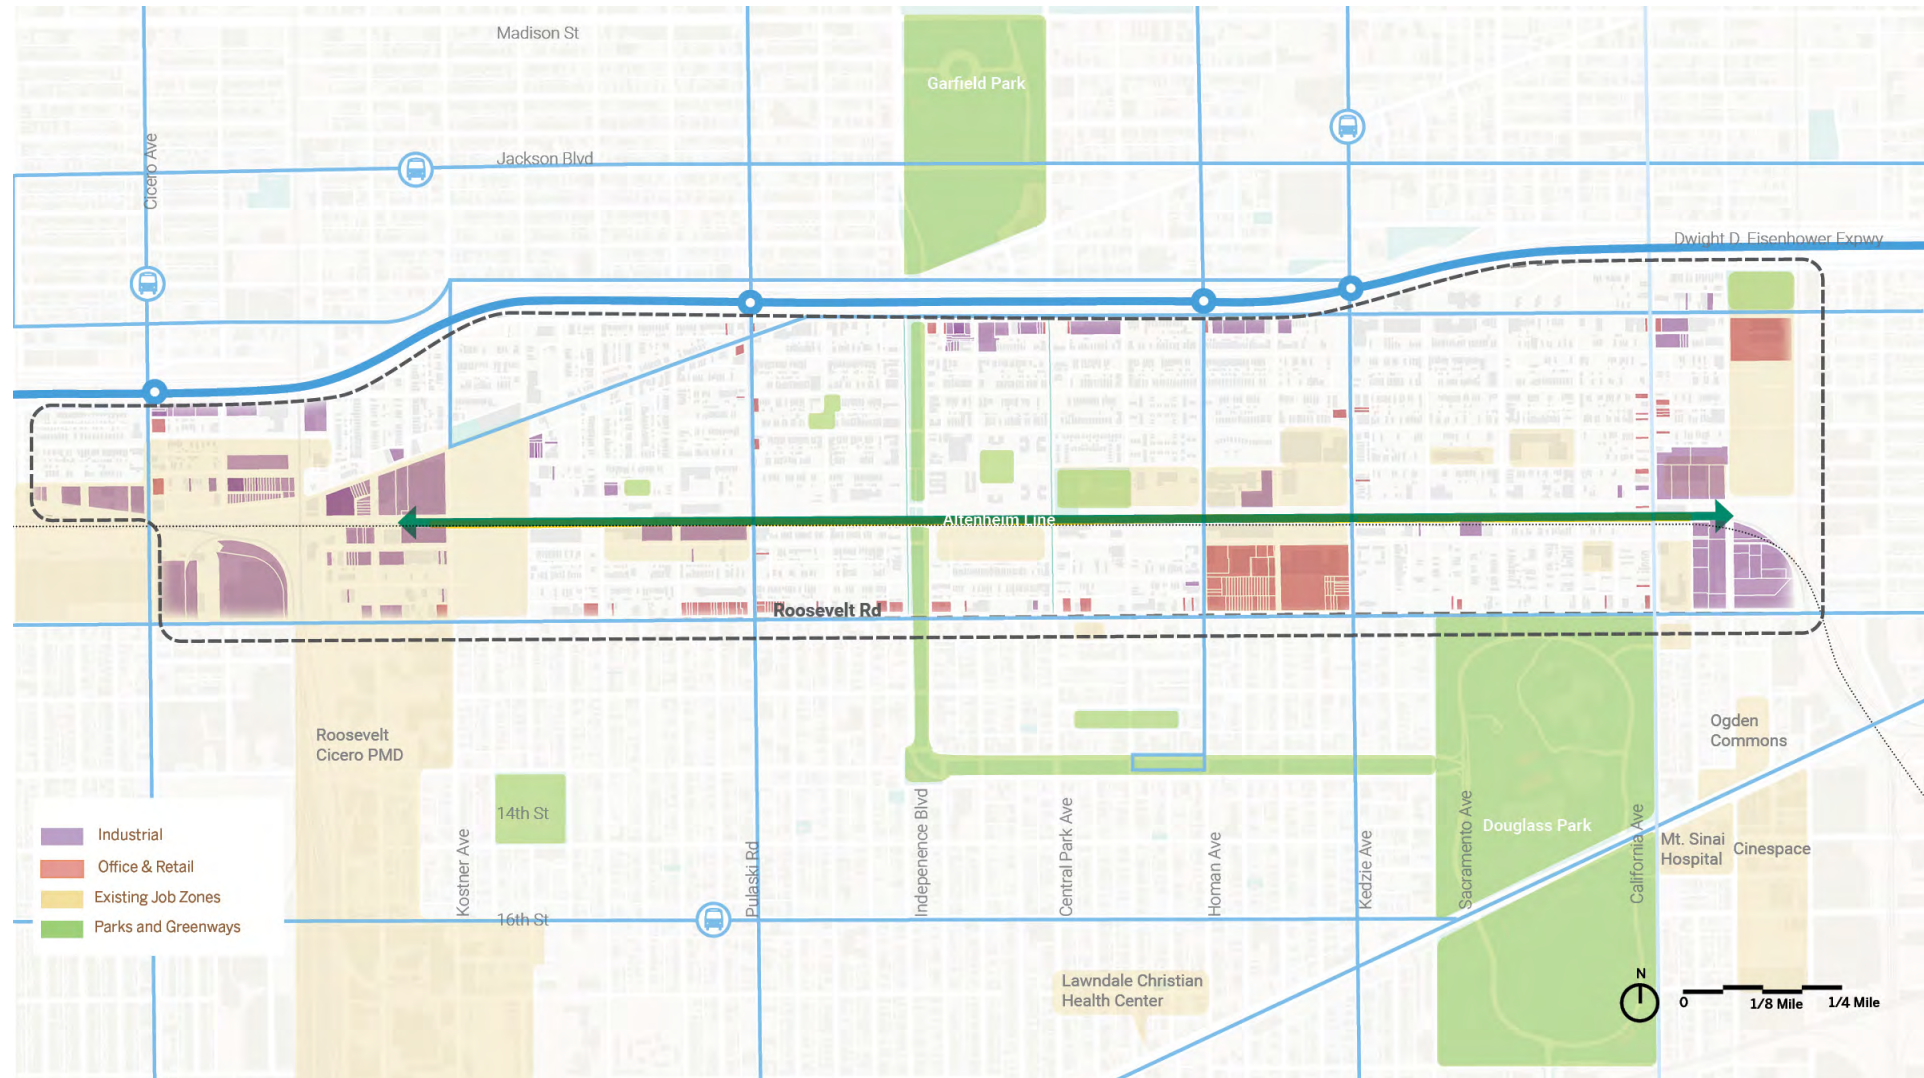 Madison St
Garfield Park
Jackson Blvd
Cicero Ave
Dwight D. Eisenhower Expwy
Altenheim Line
Roosevelt Rd
Roosevelt
Cicero PMD
Ogden
Commons
14th St
16th St
Kostner Ave
Pulaski Rd
Indepenence Blvd
Central Park Ave
Homan Ave
Kedzie Ave
Sacramento Ave
California Ave
Douglass Park
Mt. Sinai
Hospital
Cinespace
Industrial
Office & Retail
Existing Job Zones
Parks and Greenways
Lawndale Christian
Health Center
N
0
1/8 Mile
1/4 Mile